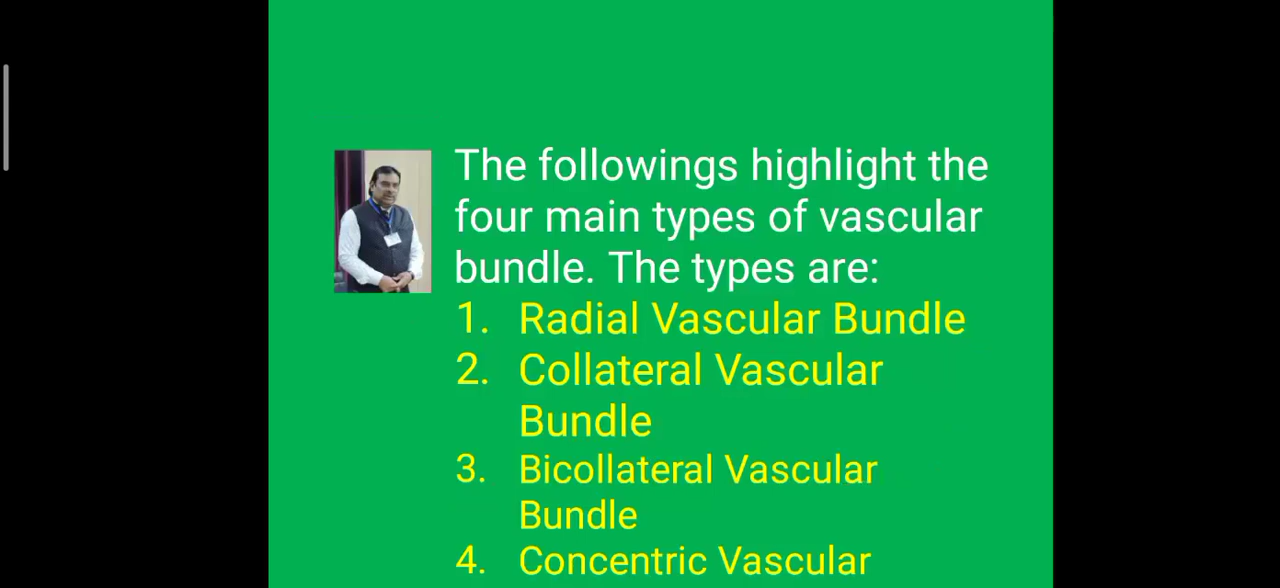 The followings highlight the
four main types of vascular
bundle. The types are:
1. Radial Vascular Bundle
2. Collateral Vascular
Bundle
3. Bicollateral Vascular
Bundle
4. Concentric Vascular